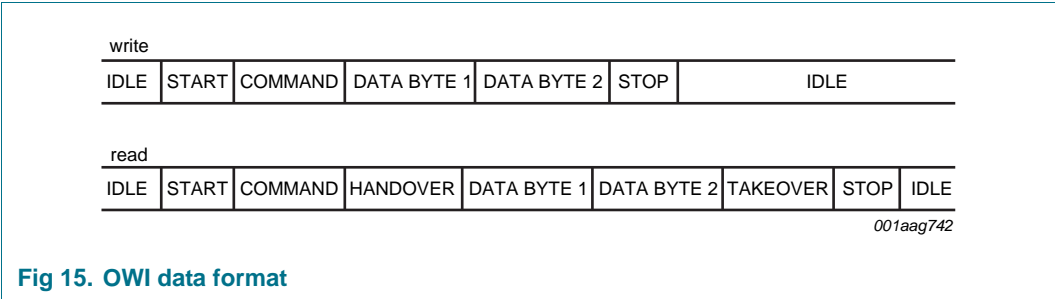 write
IDLE START COMMAND DATA BYTE 1 DATA BYTE 2 STOP IDLE
read
IDLE START COMMAND HANDOVER DATA BYTE 1 DATA BYTE 2 TAKEOVER STOP IDLE
001aag742
Fig 15. OWI data format